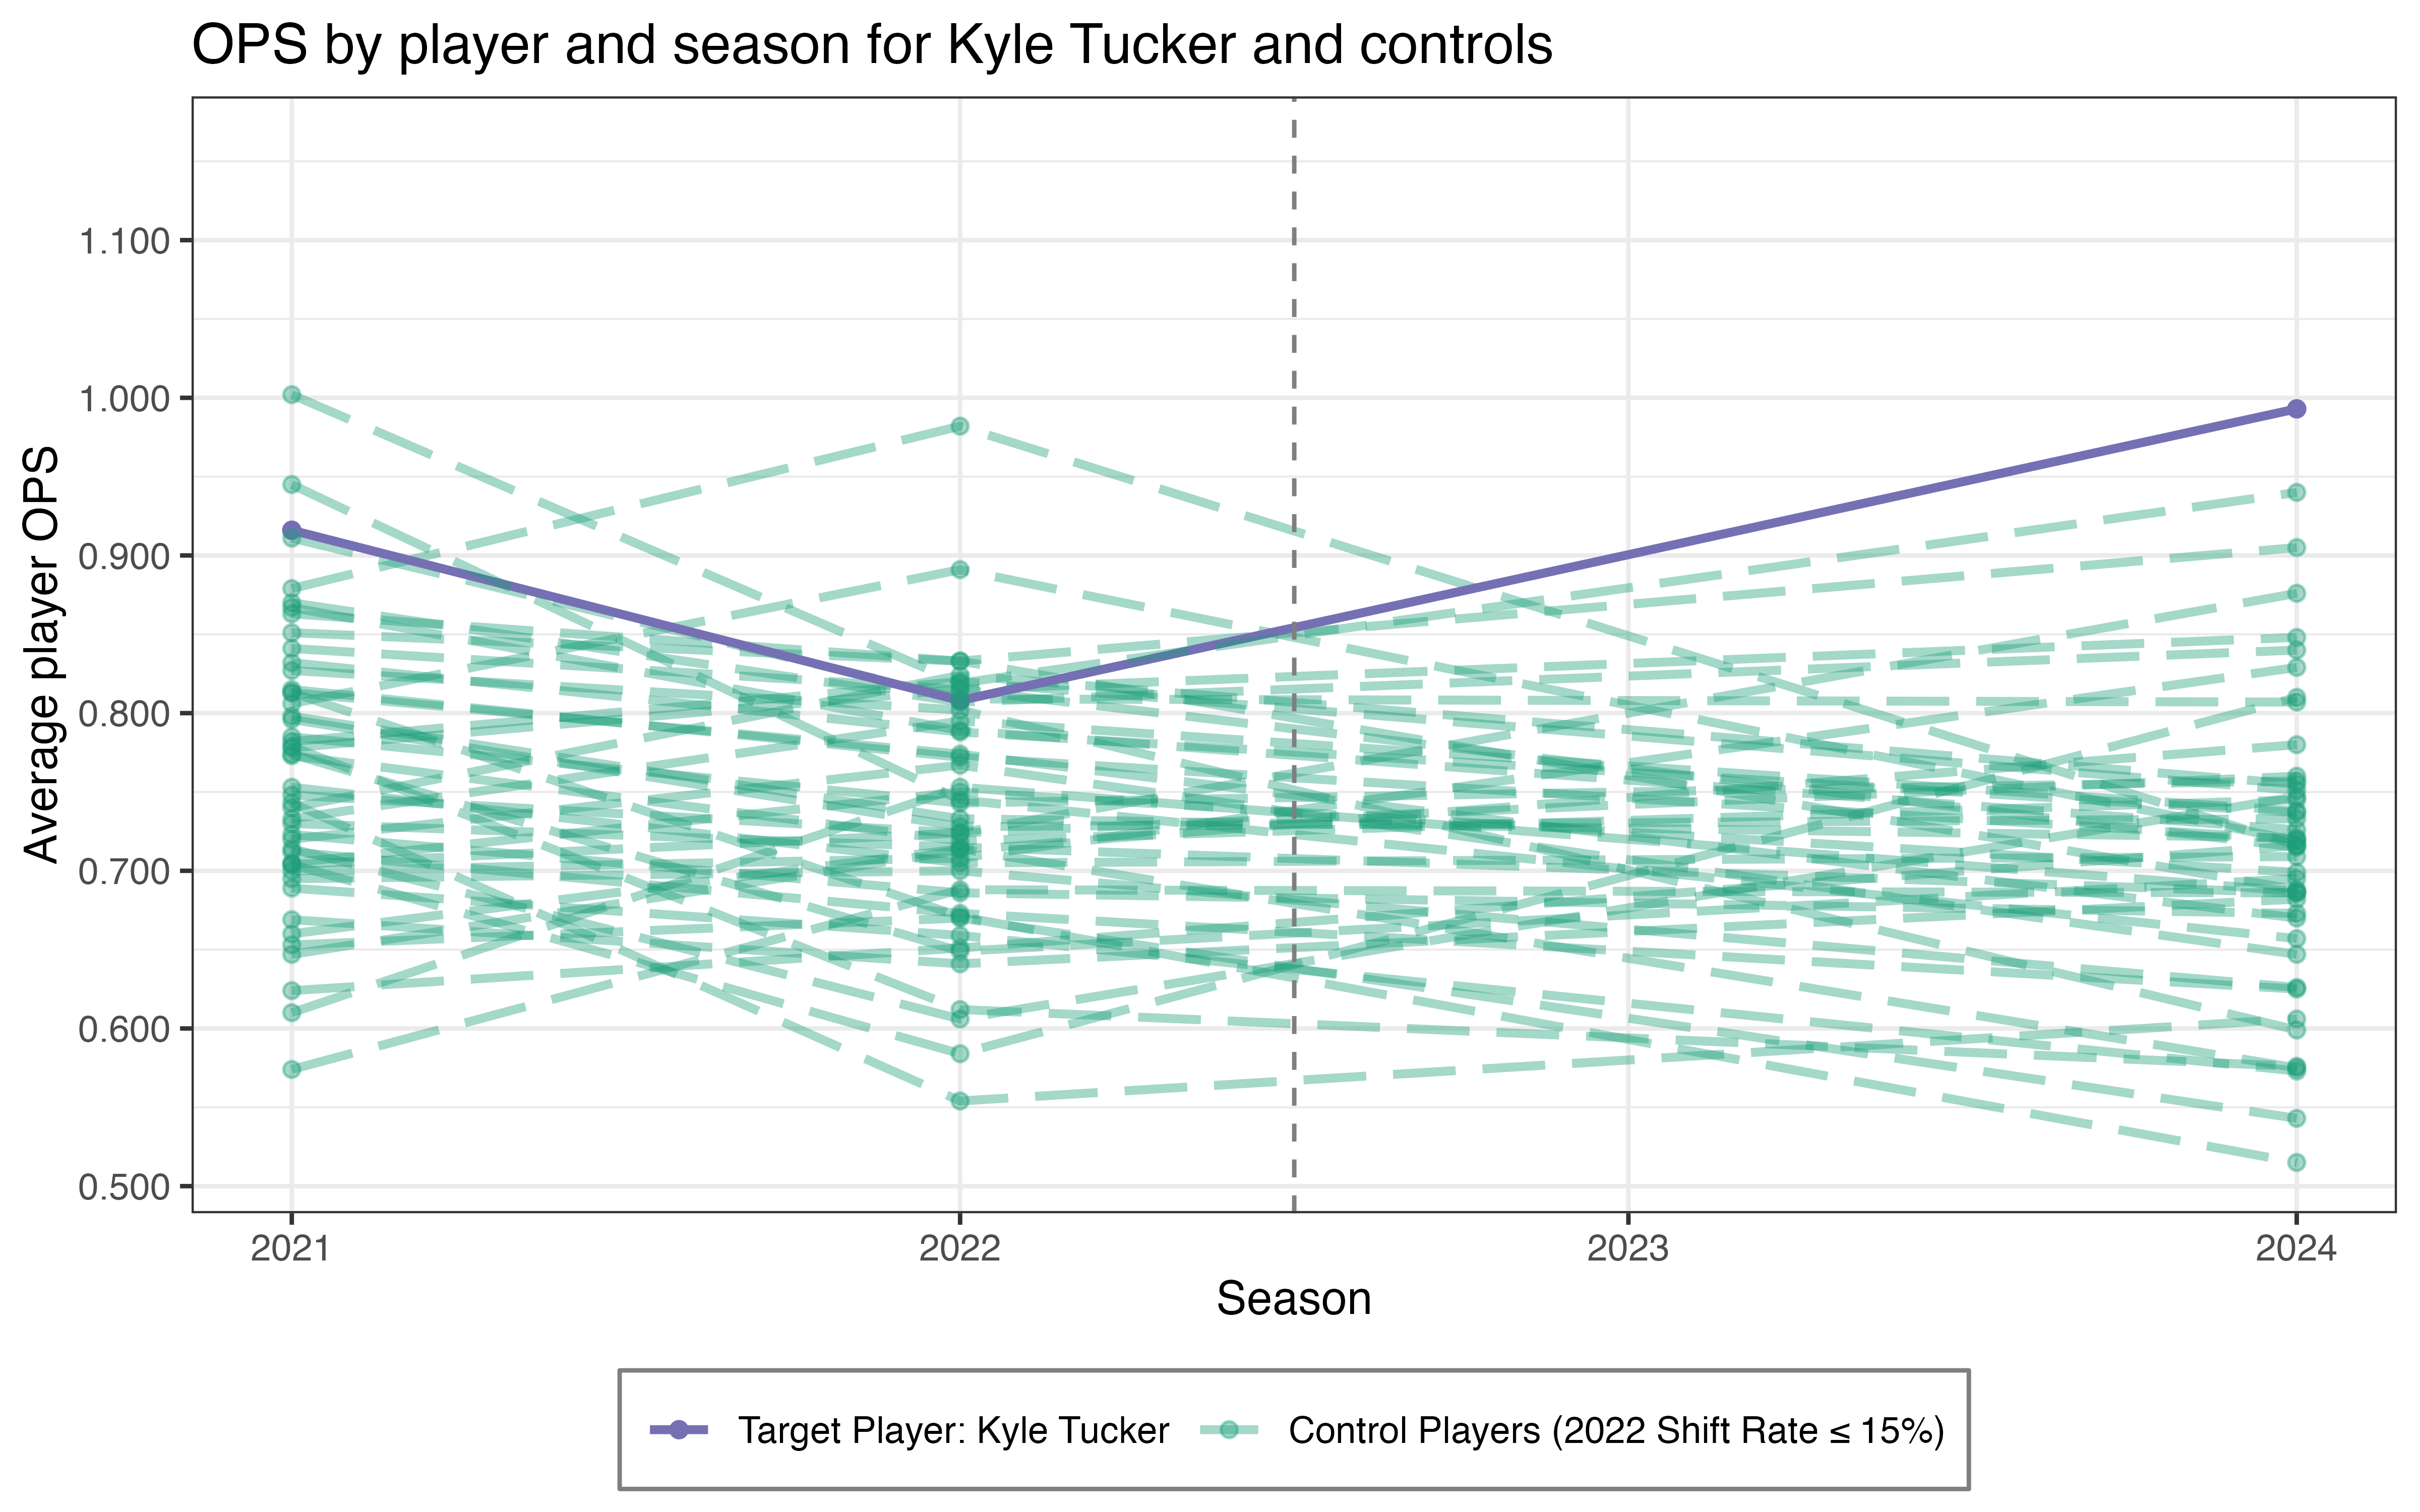 OPS by player and season for Kyle Tucker and controls
Average player OPS
1.100
1.000
0.900
0.800
0.700
0.600
0.500
2021
2022
2023
2024
Season
Target Player: Kyle Tucker
Control Players (2022 Shift Rate ≤ 15%)